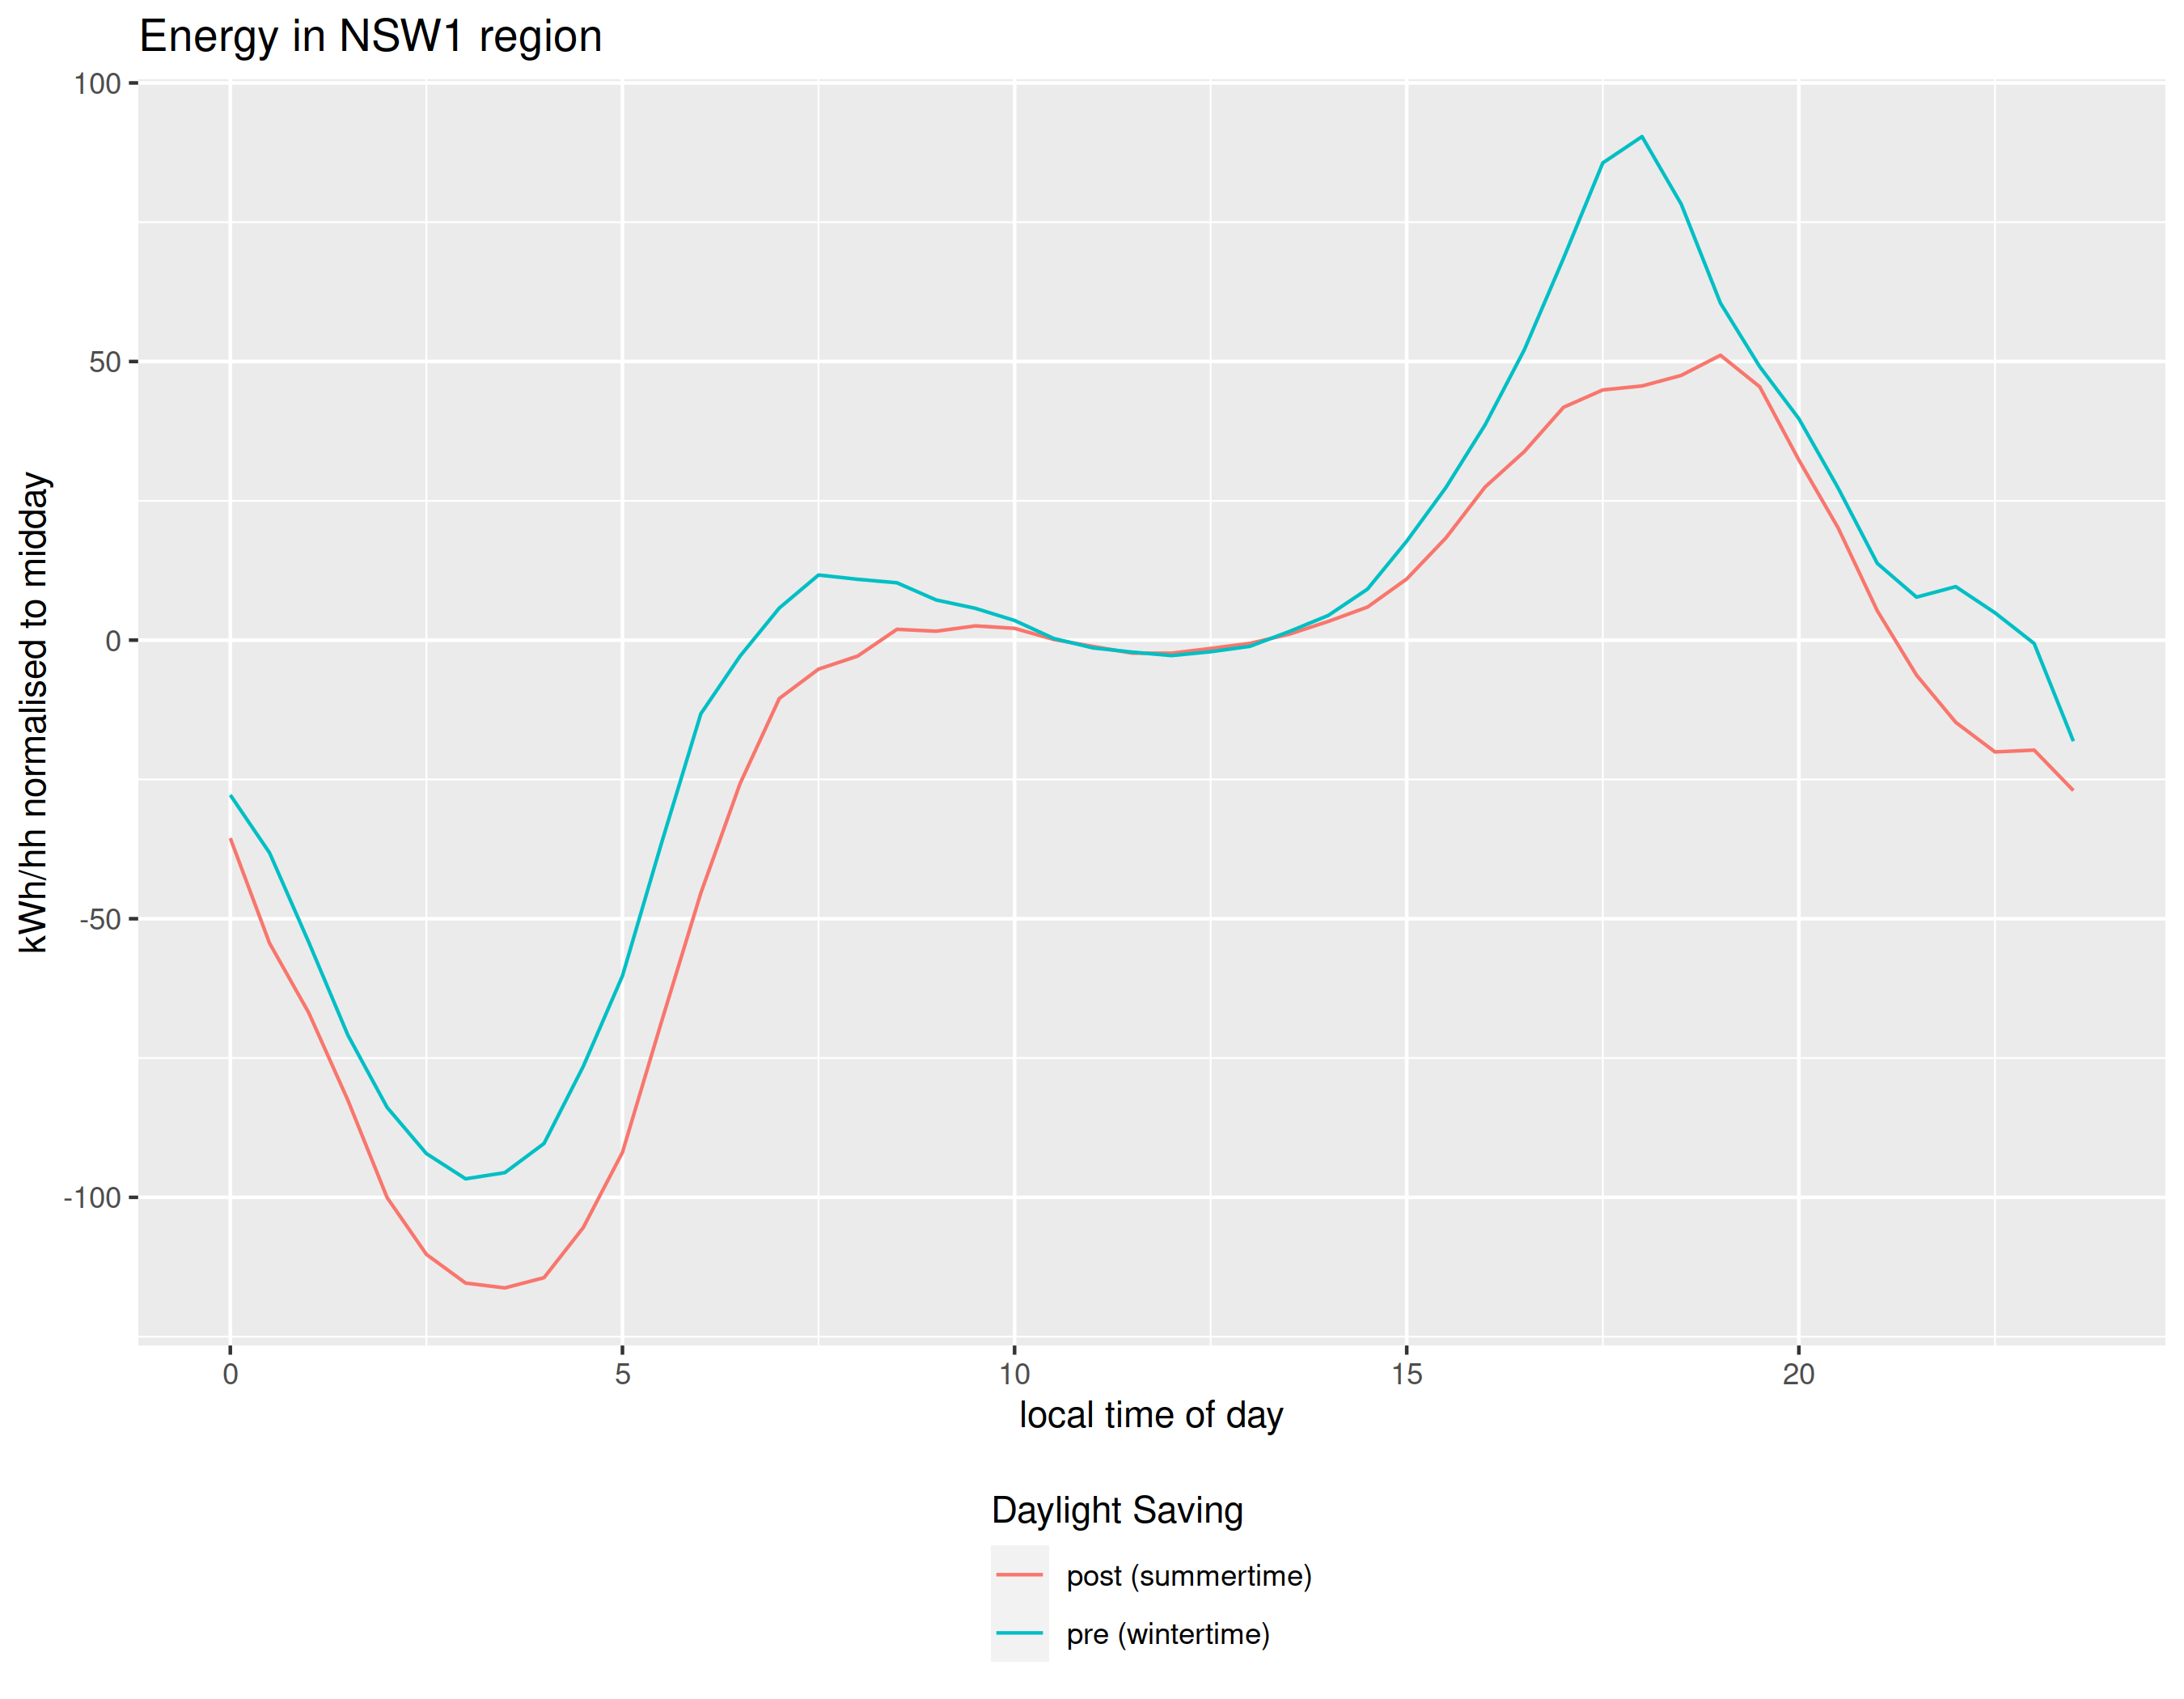 Energy in NSW1 region
100
50
0
-50
-100
kWh/hh normalised to midday
0 5 10 15 20
local time of day
Daylight Saving
post (summertime)
pre (wintertime)